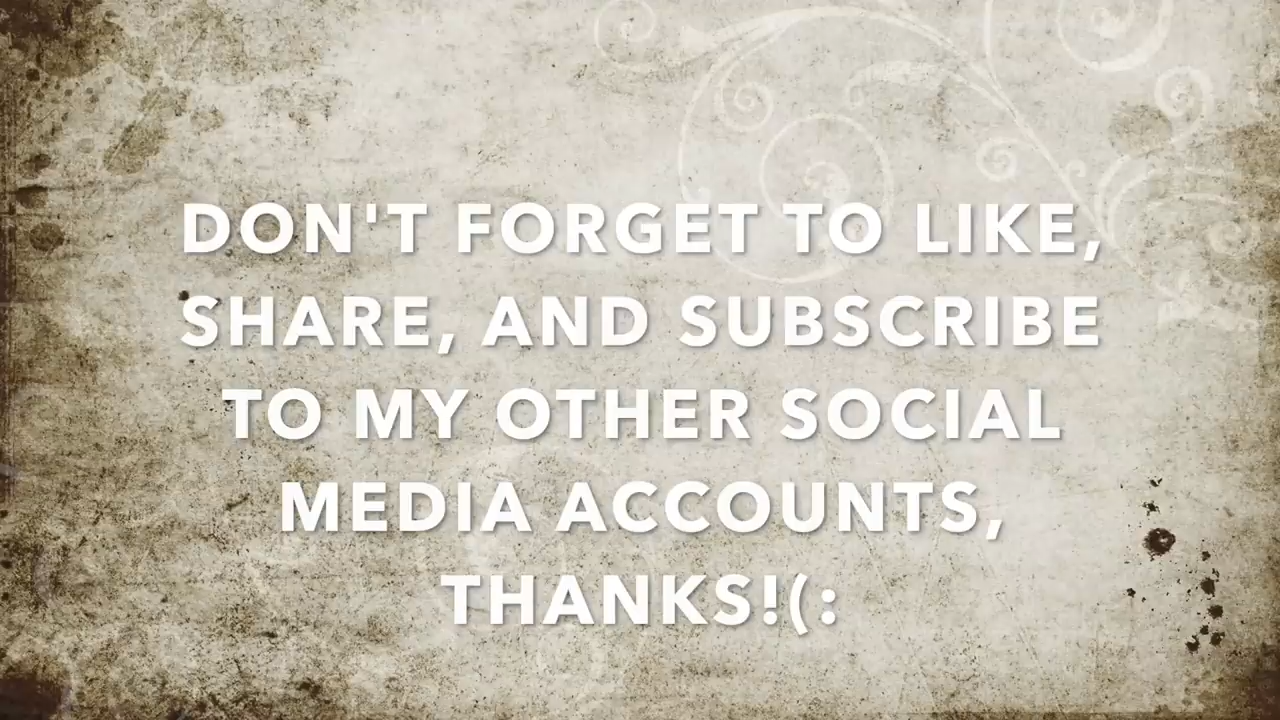 DON'T FORGET TO LIKE,
SHARE, AND SUBSCRIBE
TO MY OTHER SOCIAL
MEDIA ACCOUNTS,
THANKS!(: